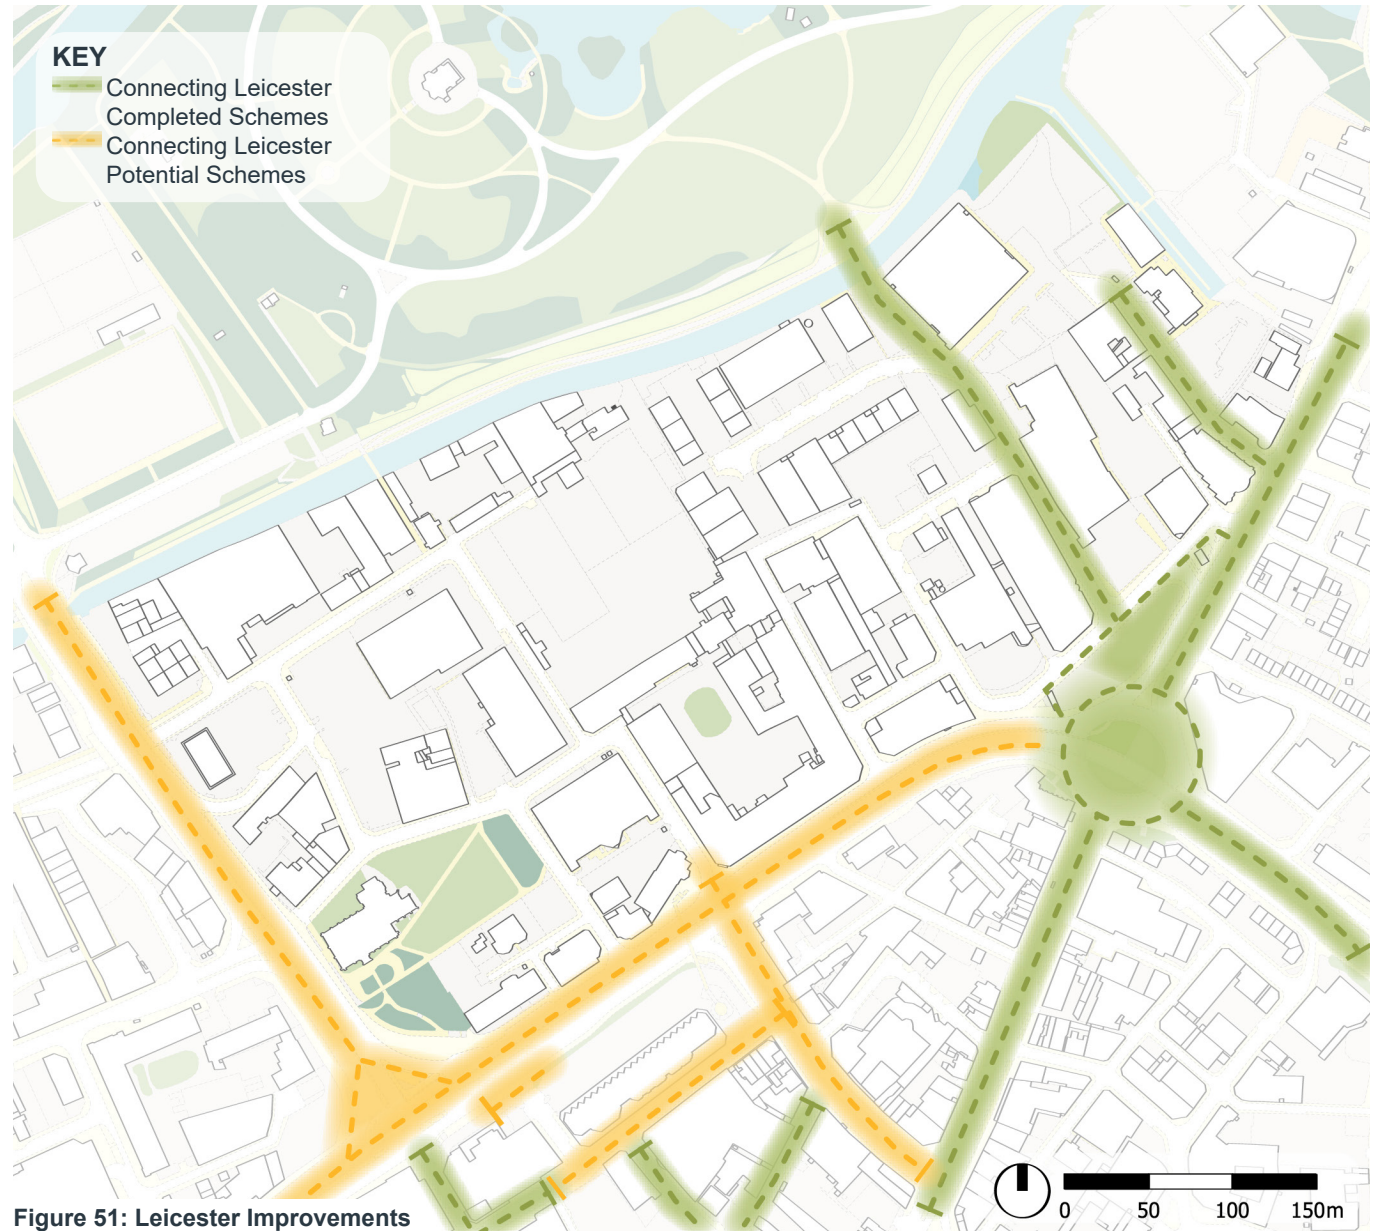 KEY
Connecting Leicester
Completed Schemes
Connecting Leicester
Potential Schemes
0 50 100 150m
Figure 51: Leicester Improvements